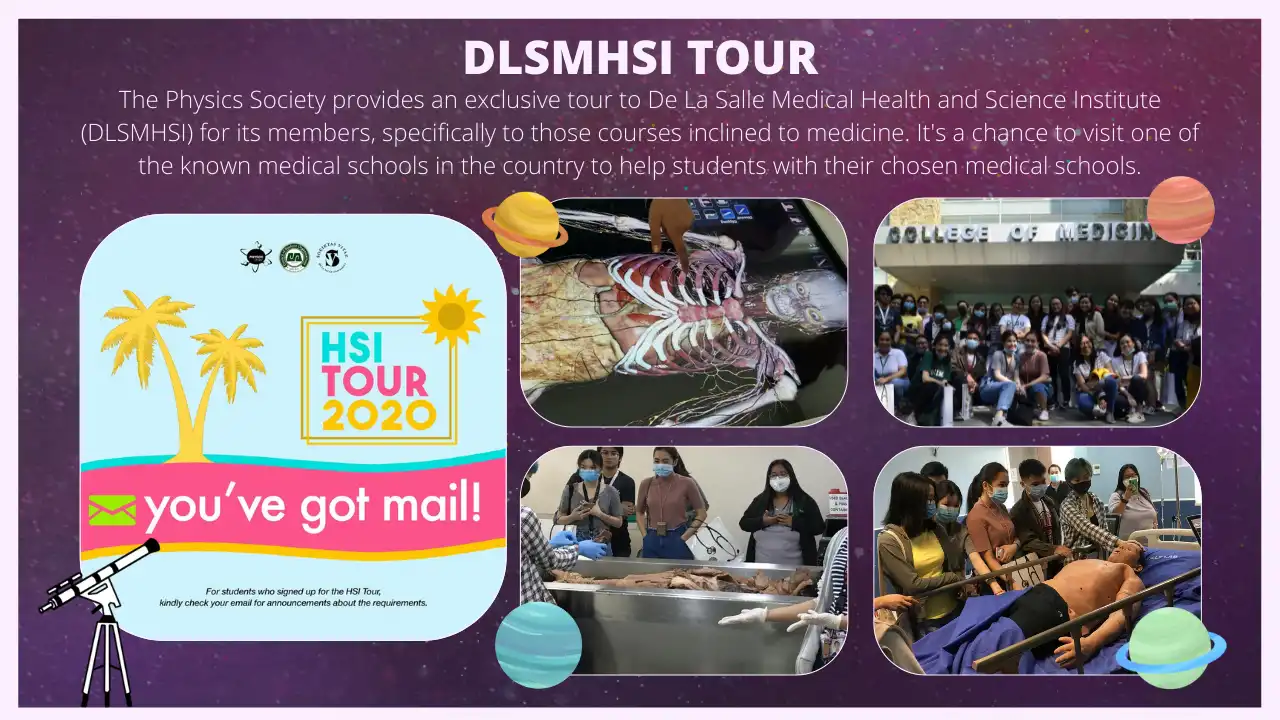 DLSMHSI TOUR
The Physics Society provides an exclusive tour to De La Salle Medical Health and Science Institute
(DLSMHSI) for its members, specifically to those courses inclined to medicine. It's a chance to visit one of
the known medical schools in the country to help students with their chosen medical schools.
HSI
TOUR
2020
you've got mail!
For students who signed up for the HSI Tour,
kindly check your email for announcements about the requirements.
COLLEGE OF MEDICIN